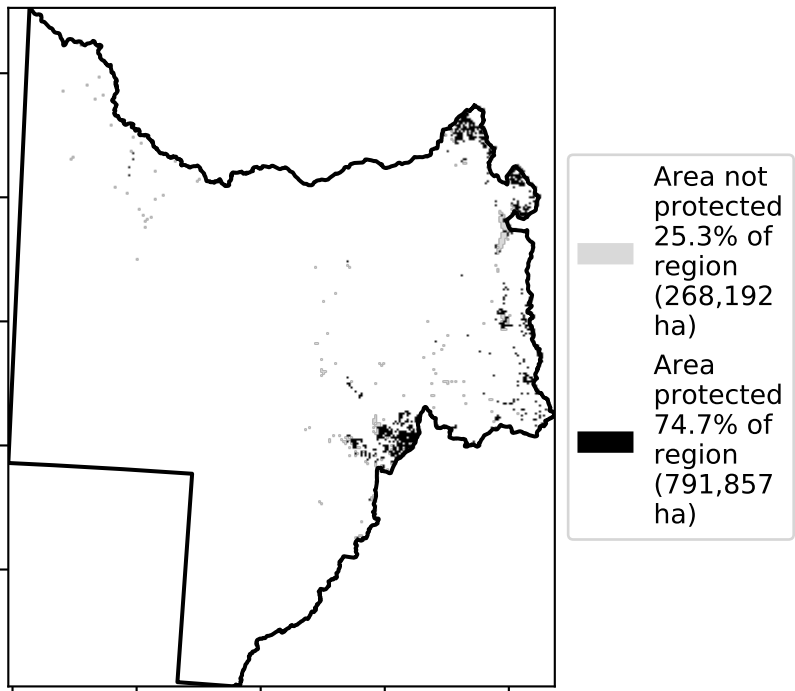 Area not
protected
25.3% of
region
(268,192
ha)
Area
protected
74.7% of
region
(791,857
ha)